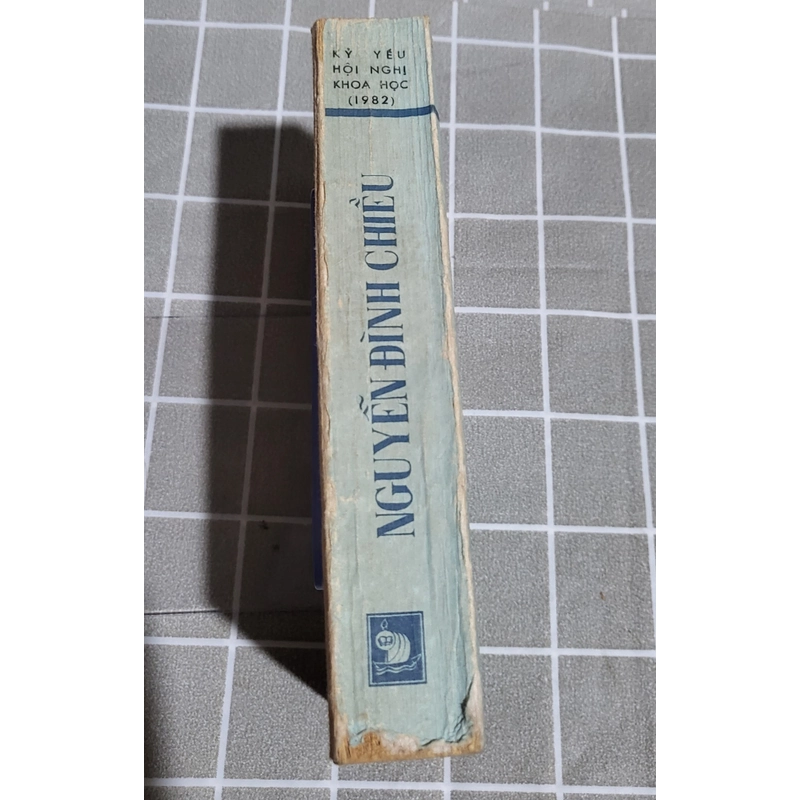 KỶ YẾU
HỘI NGHỊ
KHOA HỌC
(1982)
NGUYỄN ĐÌNH CHIỂU